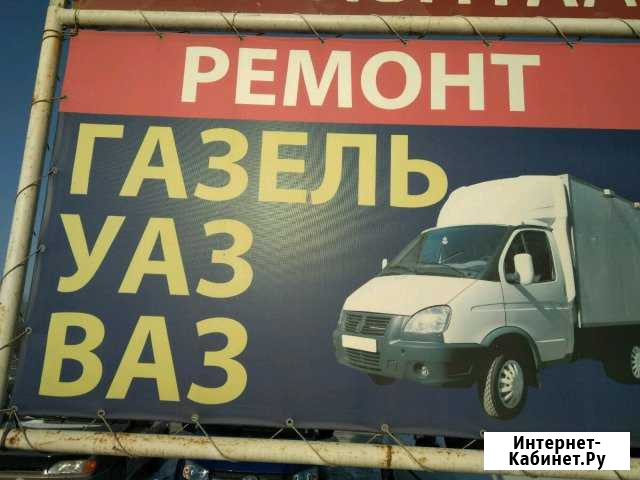 РЕМОНТ
ГАЗЕЛЬ
УАЗ
ВАЗ
Интернет-
Кабинет.Ру